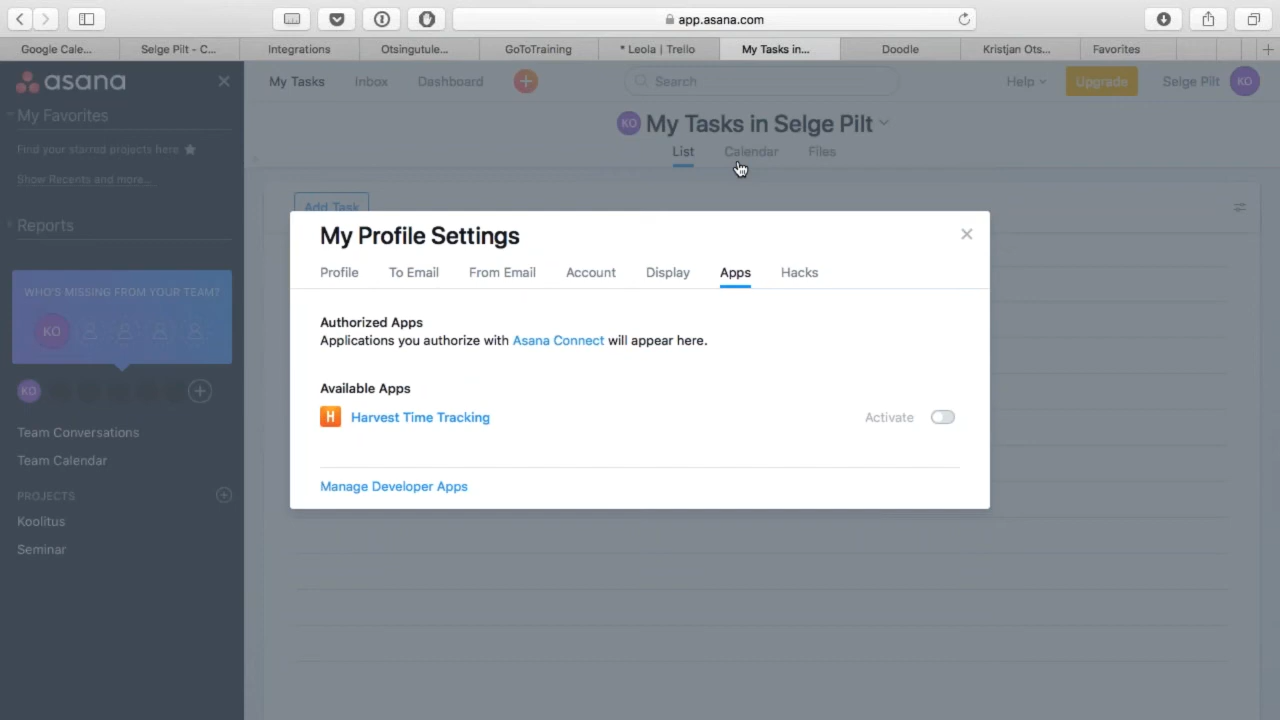 app.asana.com
Google Cale... Selge Pilt - C... Integrations Otsingutule... GoToTraining * Leola | Trello My Tasks in... Doodle Kristjan Ots... Favorites
asana
My Tasks Inbox Dashboard Search Help Upgrade Selge Pilt KO
My Favorites
Find your starred projects here
Show Recents and more...
Reports
WHO'S MISSING FROM YOUR TEAM?
KO
KO
Team Conversations
Team Calendar
PROJECTS
Koolitus
Seminar
KO My Tasks in Selge Pilt
List Calendar Files
Add Task
My Profile Settings
Profile To Email From Email Account Display Apps Hacks
Authorized Apps
Applications you authorize with Asana Connect will appear here.
Available Apps
H Harvest Time Tracking Activate
Manage Developer Apps